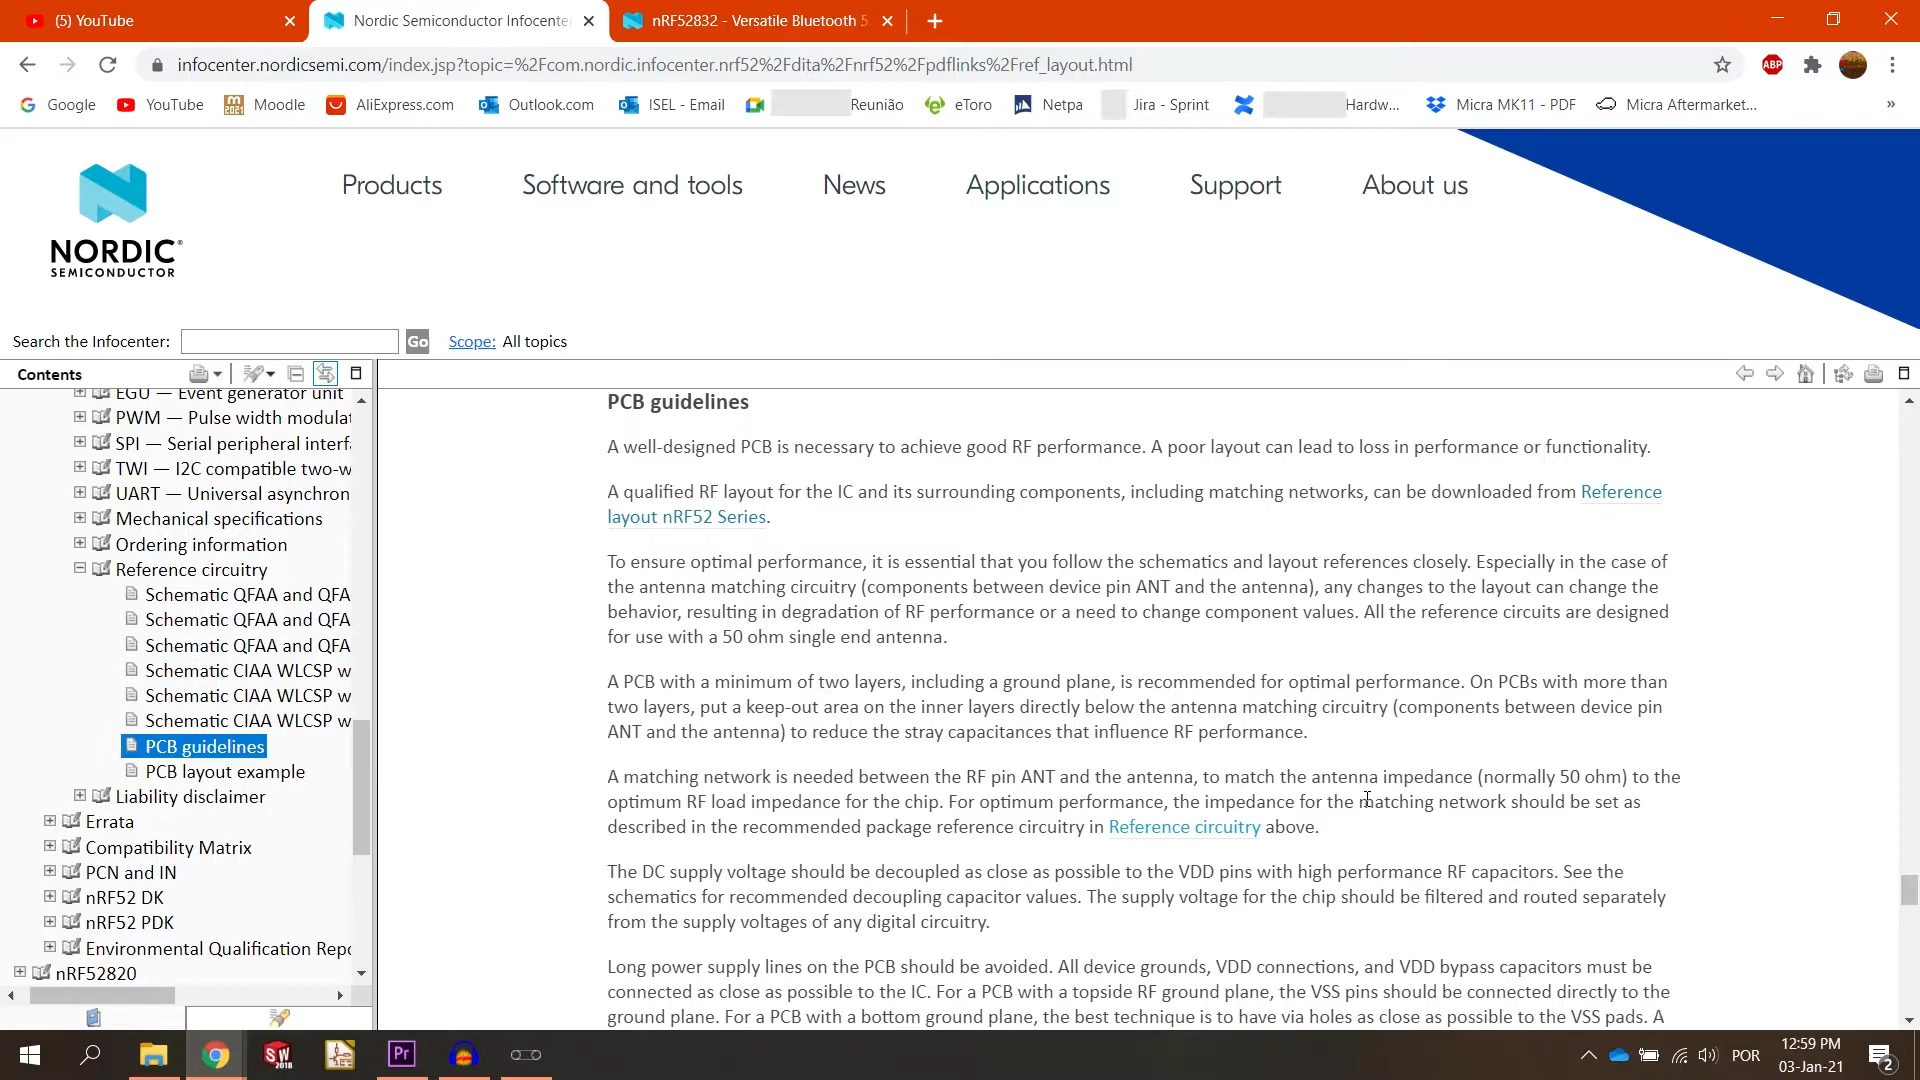 (5) YouTube
Nordic Semiconductor Infocente
nRF52832 - Versatile Bluetooth 5
infocenter.nordicsemi.com/index.jsp?topic=%2Fcom.nordic.infocenter.nrf52%2Fdita%2Fnrf52%2Fpdflinks%2Fref_layout.html
ABP
Google
YouTube
Moodle
AliExpress.com
Outlook.com
ISEL - Email
Reunião
eToro
Netpa
Jira - Sprint
Hardw...
Micra MK11 - PDF
Micra Aftermarket...
»
NORDIC
SEMICONDUCTOR
Products
Software and tools
News
Applications
Support
About us
Search the Infocenter:
Go
Scope: All topics
Contents
EGU — Event generator unit
PWM — Pulse width modulat
SPI — Serial peripheral interfa
TWI — I2C compatible two-w
UART — Universal asynchron
Mechanical specifications
Ordering information
Reference circuitry
Schematic QFAA and QFA
Schematic QFAA and QFA
Schematic QFAA and QFA
Schematic CIAA WLCSP w
Schematic CIAA WLCSP w
Schematic CIAA WLCSP w
PCB guidelines
PCB layout example
Liability disclaimer
Errata
Compatibility Matrix
PCN and IN
nRF52 DK
nRF52 PDK
Environmental Qualification Repo
nRF52820
PCB guidelines
A well-designed PCB is necessary to achieve good RF performance. A poor layout can lead to loss in performance or functionality.
A qualified RF layout for the IC and its surrounding components, including matching networks, can be downloaded from Reference
layout nRF52 Series.
To ensure optimal performance, it is essential that you follow the schematics and layout references closely. Especially in the case of
the antenna matching circuitry (components between device pin ANT and the antenna), any changes to the layout can change the
behavior, resulting in degradation of RF performance or a need to change component values. All the reference circuits are designed
for use with a 50 ohm single end antenna.
A PCB with a minimum of two layers, including a ground plane, is recommended for optimal performance. On PCBs with more than
two layers, put a keep-out area on the inner layers directly below the antenna matching circuitry (components between device pin
ANT and the antenna) to reduce the stray capacitances that influence RF performance.
A matching network is needed between the RF pin ANT and the antenna, to match the antenna impedance (normally 50 ohm) to the
optimum RF load impedance for the chip. For optimum performance, the impedance for the matching network should be set as
described in the recommended package reference circuitry in Reference circuitry above.
The DC supply voltage should be decoupled as close as possible to the VDD pins with high performance RF capacitors. See the
schematics for recommended decoupling capacitor values. The supply voltage for the chip should be filtered and routed separately
from the supply voltages of any digital circuitry.
Long power supply lines on the PCB should be avoided. All device grounds, VDD connections, and VDD bypass capacitors must be
connected as close as possible to the IC. For a PCB with a topside RF ground plane, the VSS pins should be connected directly to the
ground plane. For a PCB with a bottom ground plane, the best technique is to have via holes as close as possible to the VSS pads. A
SW
2018
Pr
POR
12:59 PM
03-Jan-21
2